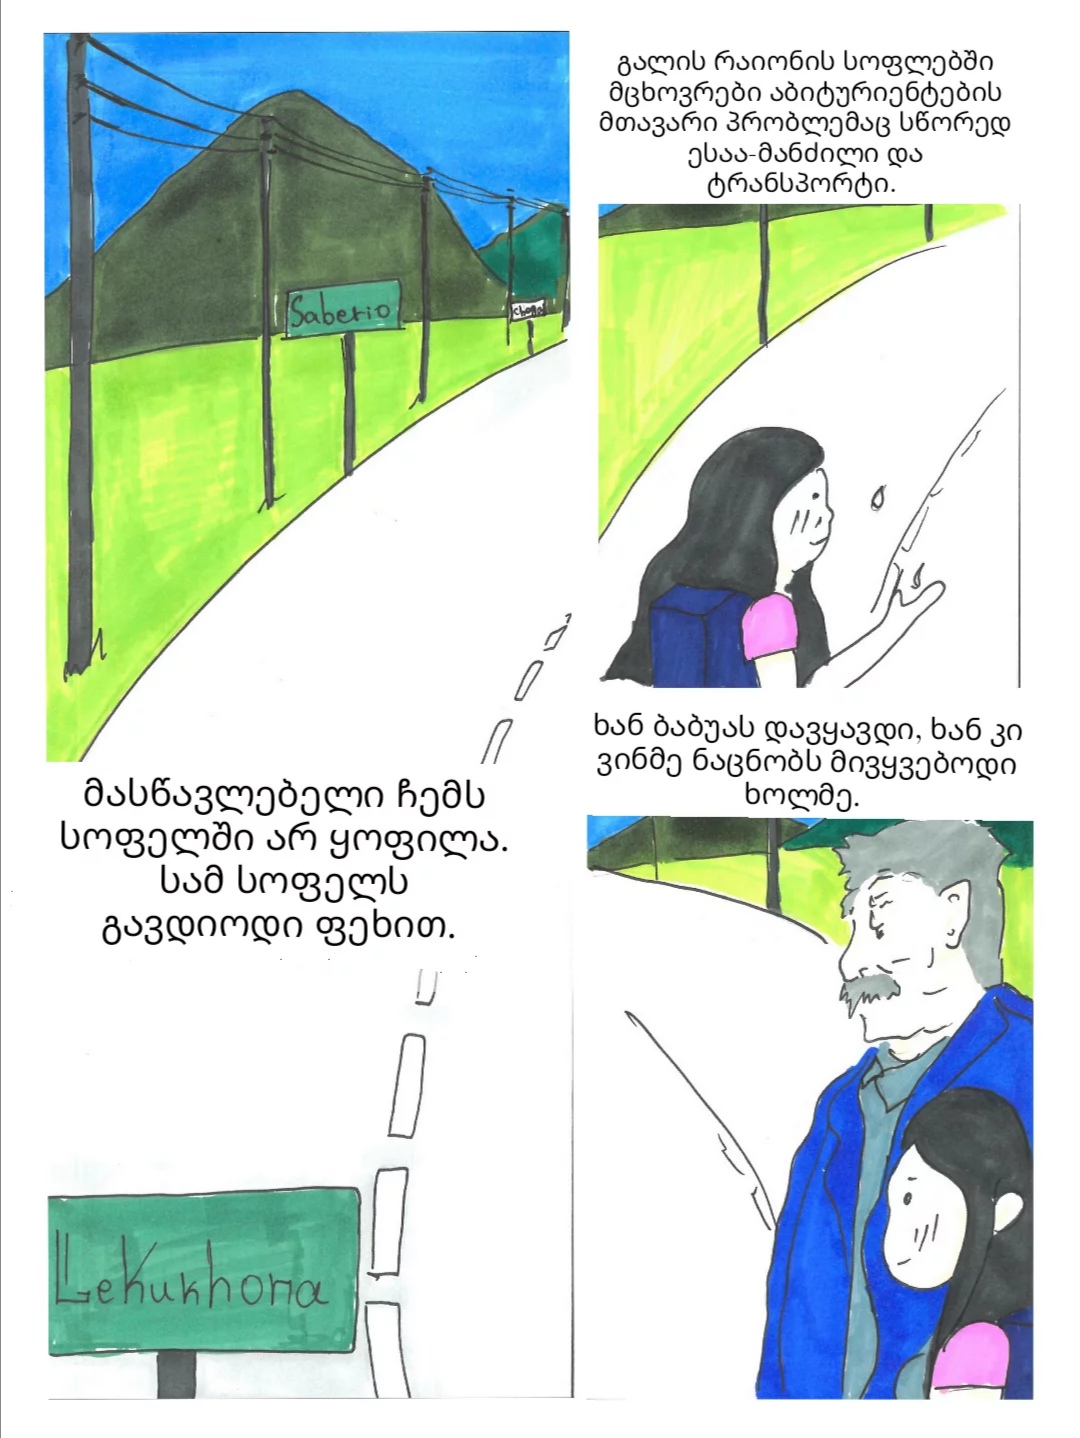 Saberio
მასწავლებელი ჩემს
სოფელში არ ყოფილა.
სამ სოფელს
გავდიოდი ფეხით.
Lekukhona
გალის რაიონის სოფლებში
მცხოვრები აბიტურიენტების
მთავარი პრობლემაც სწორედ
ესაა-მანძილი და
ტრანსპორტი.
ხან ბაბუას დავყავდი, ხან კი
ვინმე ნაცნობს მივყვებოდი
ხოლმე.